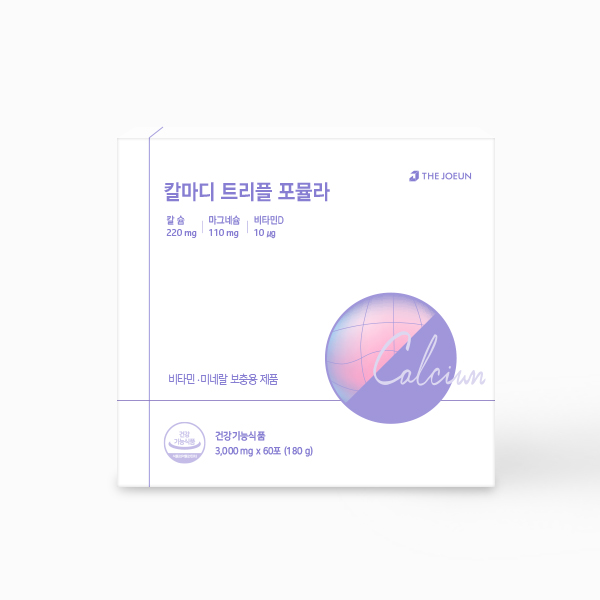 THE JOEUN
칼마디 트리플 포뮬라
칼 슘
220 mg
마그네슘
110 mg
비타민D
10 μg
Calcium
비타민·미네랄 보충용 제품
건강
기능식품
건강기능식품
3,000 mg x 60포 (180 g)